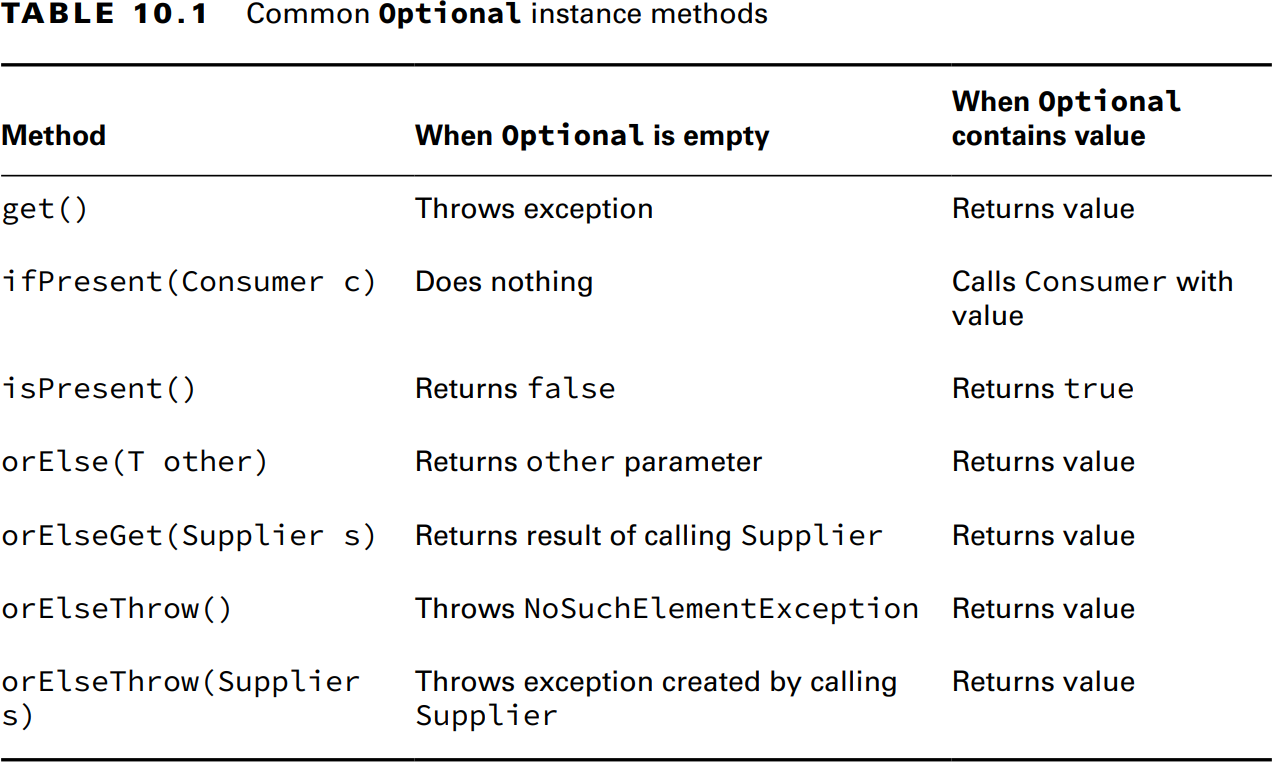 TABLE 10.1 Common Optional instance methods
When Optional
Method When Optional is empty contains value
get() Throws exception Returns value
ifPresent(Consumer c) Does nothing Calls Consumer with
value
isPresent() Returns false Returns true
orElse(T other) Returns other parameter Returns value
orElseGet(Supplier s) Returns result of calling Supplier Returns value
orElseThrow() Throws NoSuchElementException Returns value
orElseThrow(Supplier Throws exception created by calling Returns value
s) Supplier